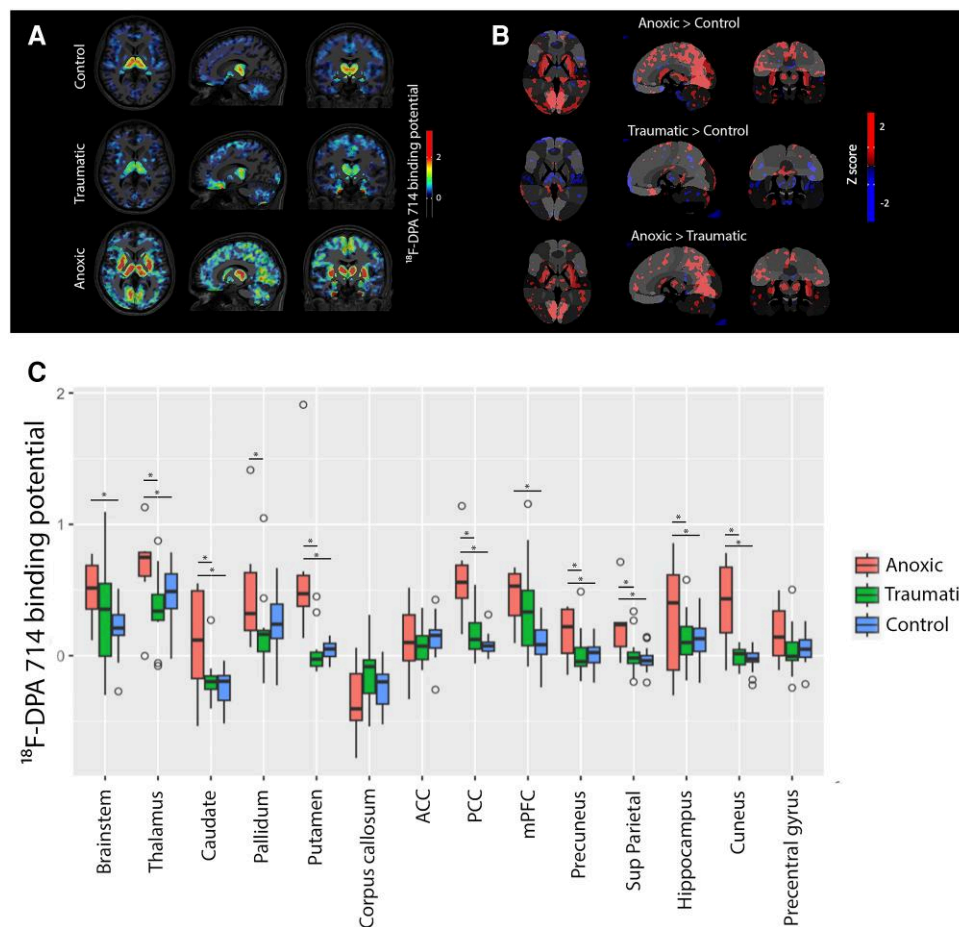 A
Control
Traumatic
Anoxic
¹⁸F-DPA 714 binding potential
2
0
B
Anoxic > Control
Traumatic > Control
Anoxic > Traumatic
Z score
2
-2
C
¹⁸F-DPA 714 binding potential
2
1
0
* * * * * * * * * * * * * * * * * * * *
Brainstem
Thalamus
Caudate
Pallidum
Putamen
Corpus callosum
ACC
PCC
mPFC
Precuneus
Sup Parietal
Hippocampus
Cuneus
Precentral gyrus
Anoxic
Traumati
Control